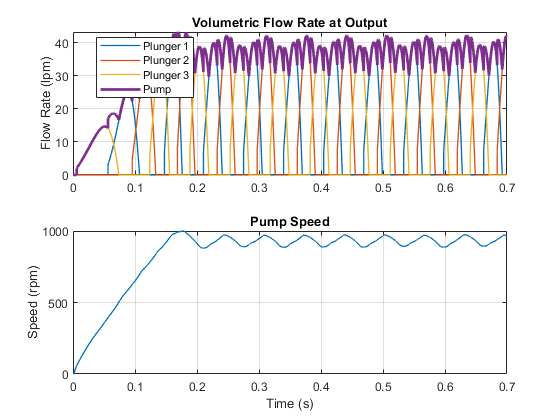 Volumetric Flow Rate at Output
Flow Rate (lpm)
40
30
20
10
0
Plunger 1
Plunger 2
Plunger 3
Pump
0 0.1 0.2 0.3 0.4 0.5 0.6 0.7
Pump Speed
Speed (rpm)
1000
500
0
0 0.1 0.2 0.3 0.4 0.5 0.6 0.7
Time (s)